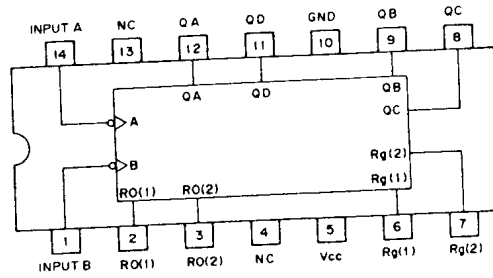 INPUT A NC QA QD GND QB QC
14 13 12 11 10 9 8
QA QD QB
QC
A
Rg(2)
B
Rg(1)
RO(1) RO(2)
1 2 3 4 5 6 7
INPUT B RO(1) RO(2) NC Vcc Rg(1) Rg(2)